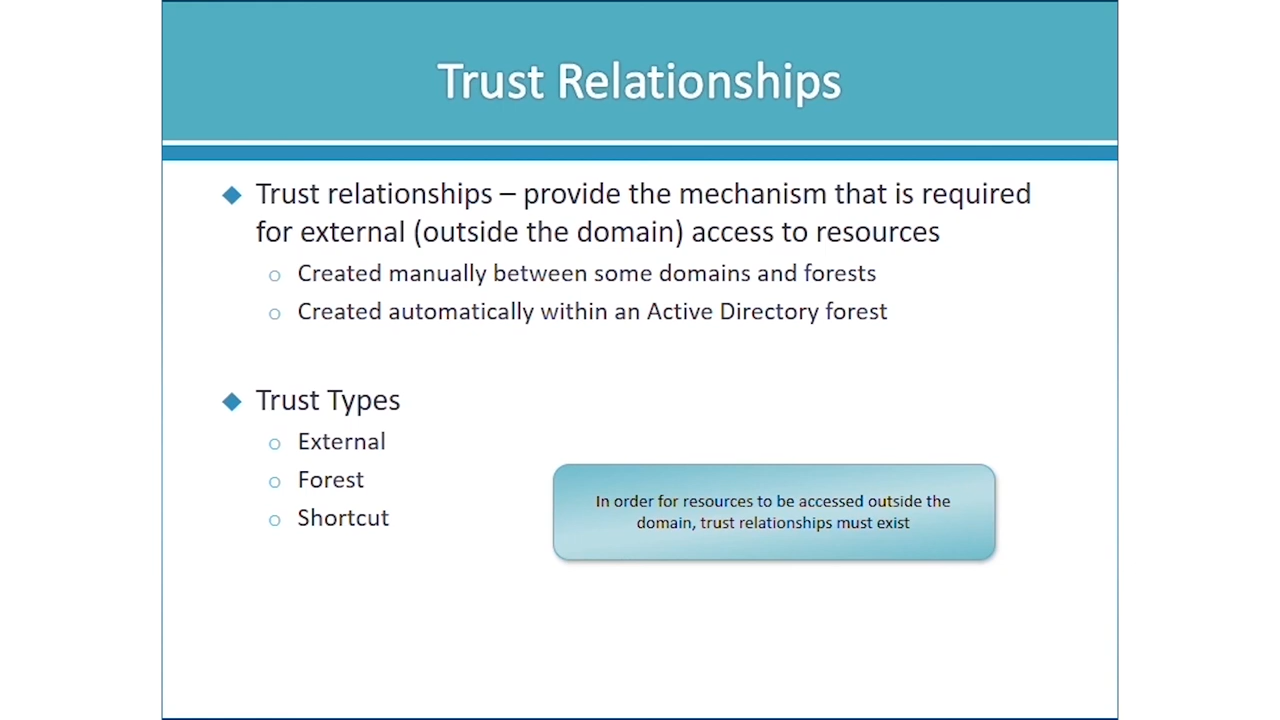 Trust Relationships
Trust relationships – provide the mechanism that is required
for external (outside the domain) access to resources
Created manually between some domains and forests
Created automatically within an Active Directory forest
Trust Types
External
Forest
Shortcut
In order for resources to be accessed outside the
domain, trust relationships must exist